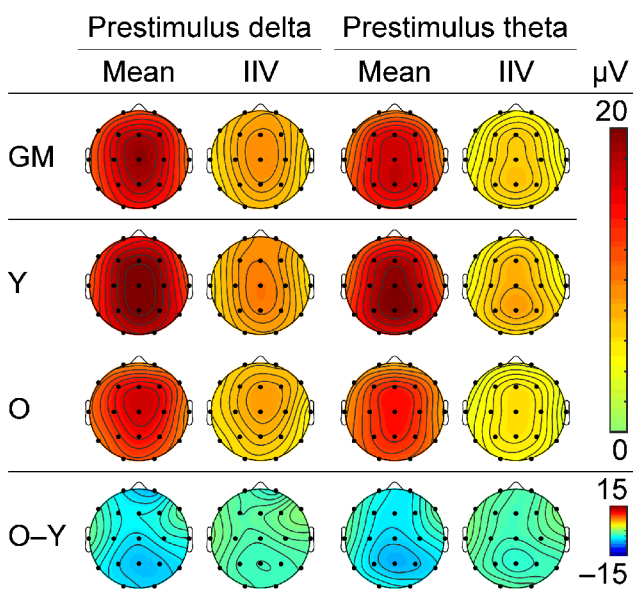 Prestimulus delta Prestimulus theta
Mean IIV Mean IIV µV
20
GM
Y
O
0
15
O–Y
–15